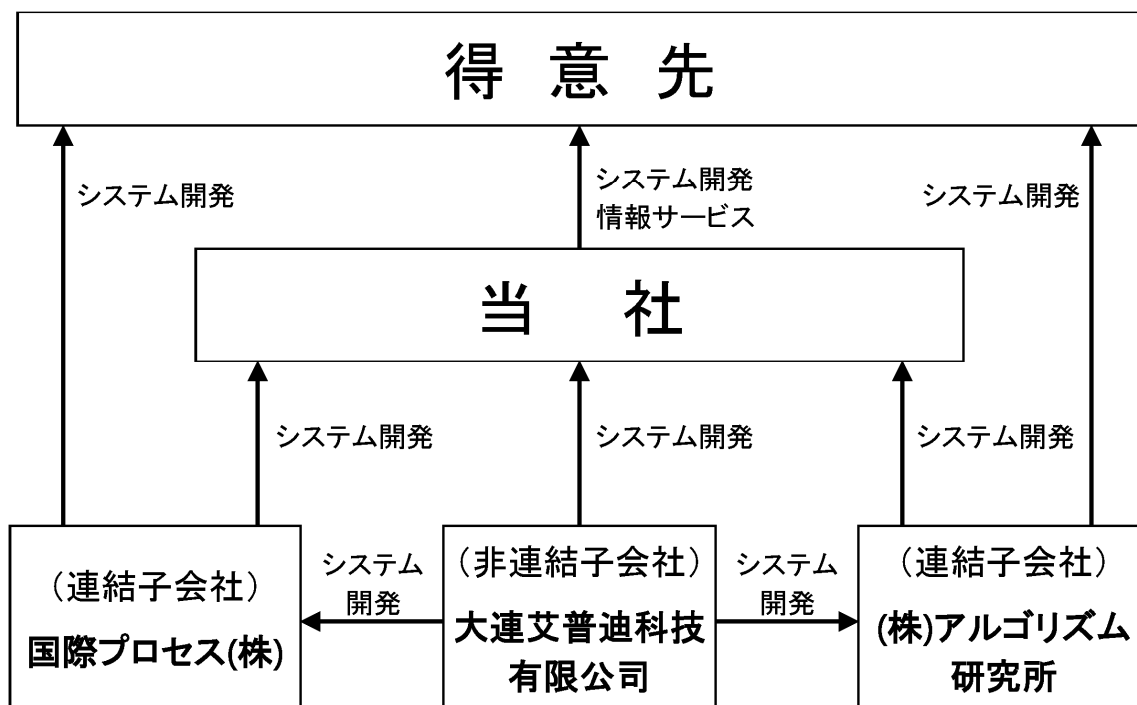 得 意 先
システム開発
システム開発
情報サービス
システム開発
当 社
システム開発
システム開発
システム開発
(連結子会社)
国際プロセス(株)
システム
開発
(非連結子会社)
大連艾普迪科技
有限公司
システム
開発
(連結子会社)
(株)アルゴリズム
研究所